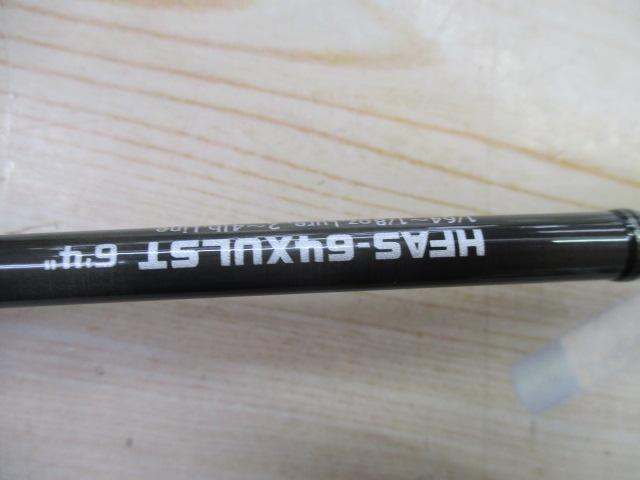 HFAS-64XULST 6'4"
1/64~1/8oz Lure 2~4lb Line